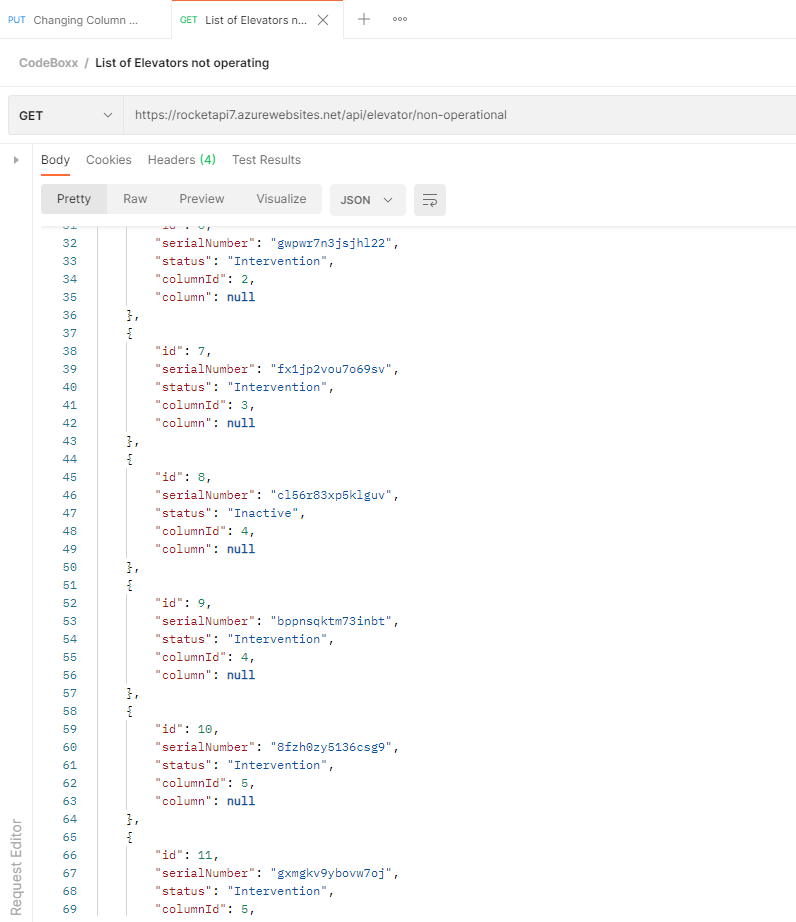 PUT Changing Column ... GET List of Elevators n...
CodeBoxx / List of Elevators not operating
GET https://rocketapi7.azurewebsites.net/api/elevator/non-operational
Body Cookies Headers (4) Test Results
Pretty Raw Preview Visualize JSON
32 "serialNumber": "gwpwr7n3jsjhl22",
33 "status": "Intervention",
34 "columnId": 2,
35 "column": null
36 },
37 {
38 "id": 7,
39 "serialNumber": "fx1jp2vou7o69sv",
40 "status": "Intervention",
41 "columnId": 3,
42 "column": null
43 },
44 {
45 "id": 8,
46 "serialNumber": "cl56r83xp5klguv",
47 "status": "Inactive",
48 "columnId": 4,
49 "column": null
50 },
51 {
52 "id": 9,
53 "serialNumber": "bppnsqktm73inbt",
54 "status": "Intervention",
55 "columnId": 4,
56 "column": null
57 },
58 {
59 "id": 10,
60 "serialNumber": "8fzh0zy5136csg9",
61 "status": "Intervention",
62 "columnId": 5,
63 "column": null
64 },
65 {
66 "id": 11,
67 "serialNumber": "gxmgkv9ybovw7oj",
68 "status": "Intervention",
69 "columnId": 5,
Request Editor